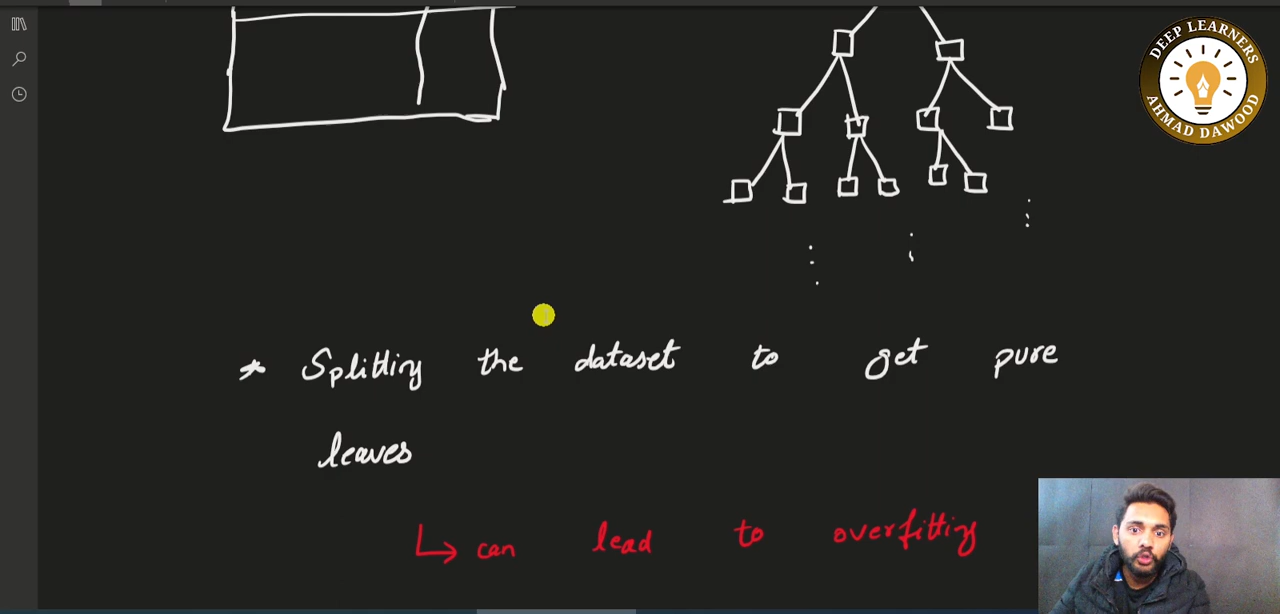 DEEP LEARNERS
AHMAD DAWOOD
* Splitting the dataset to get pure
leaves
↳ can lead to overfitting